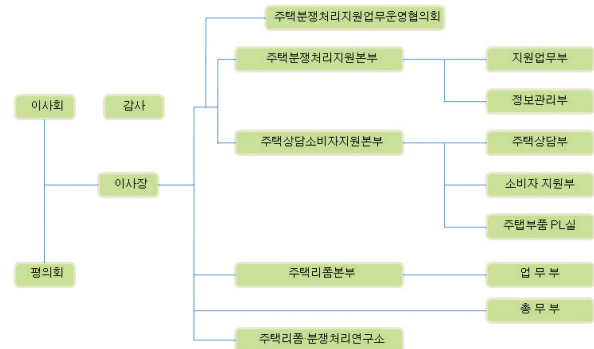 주택분쟁처리지원업무운영협의회
주택분쟁처리지원본부
지원업무부
정보관리부
이사회
감사
주택상담소비자지원본부
주택상담부
이사장
소비자 지원부
주탭부품 PL실
평의회
주택리폼본부
업 무 부
총 무 부
주택리폼·분쟁처리연구소